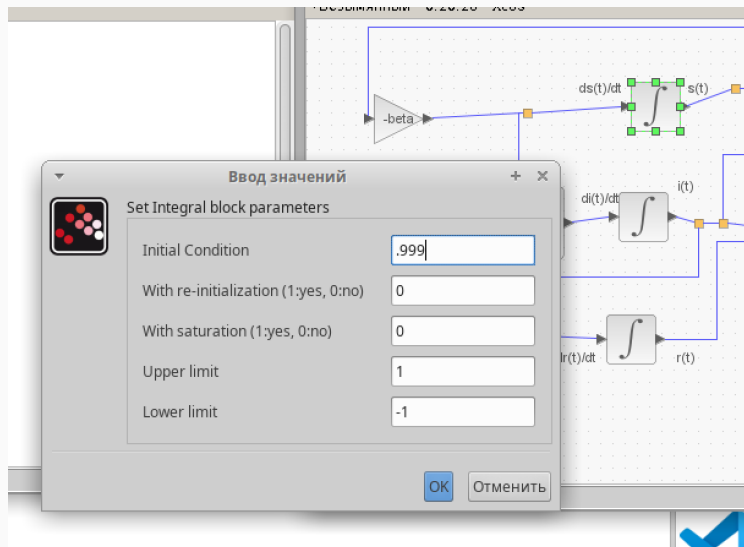 Безымянный
Xcos
ds(t)/dt
s(t)
-beta
Ввод значений
Set Integral block parameters
di(t)/dt
i(t)
Initial Condition
.999
With re-initialization (1:yes, 0:no)
0
With saturation (1:yes, 0:no)
0
Upper limit
1
r(t)
Lower limit
-1
OK
Отменить